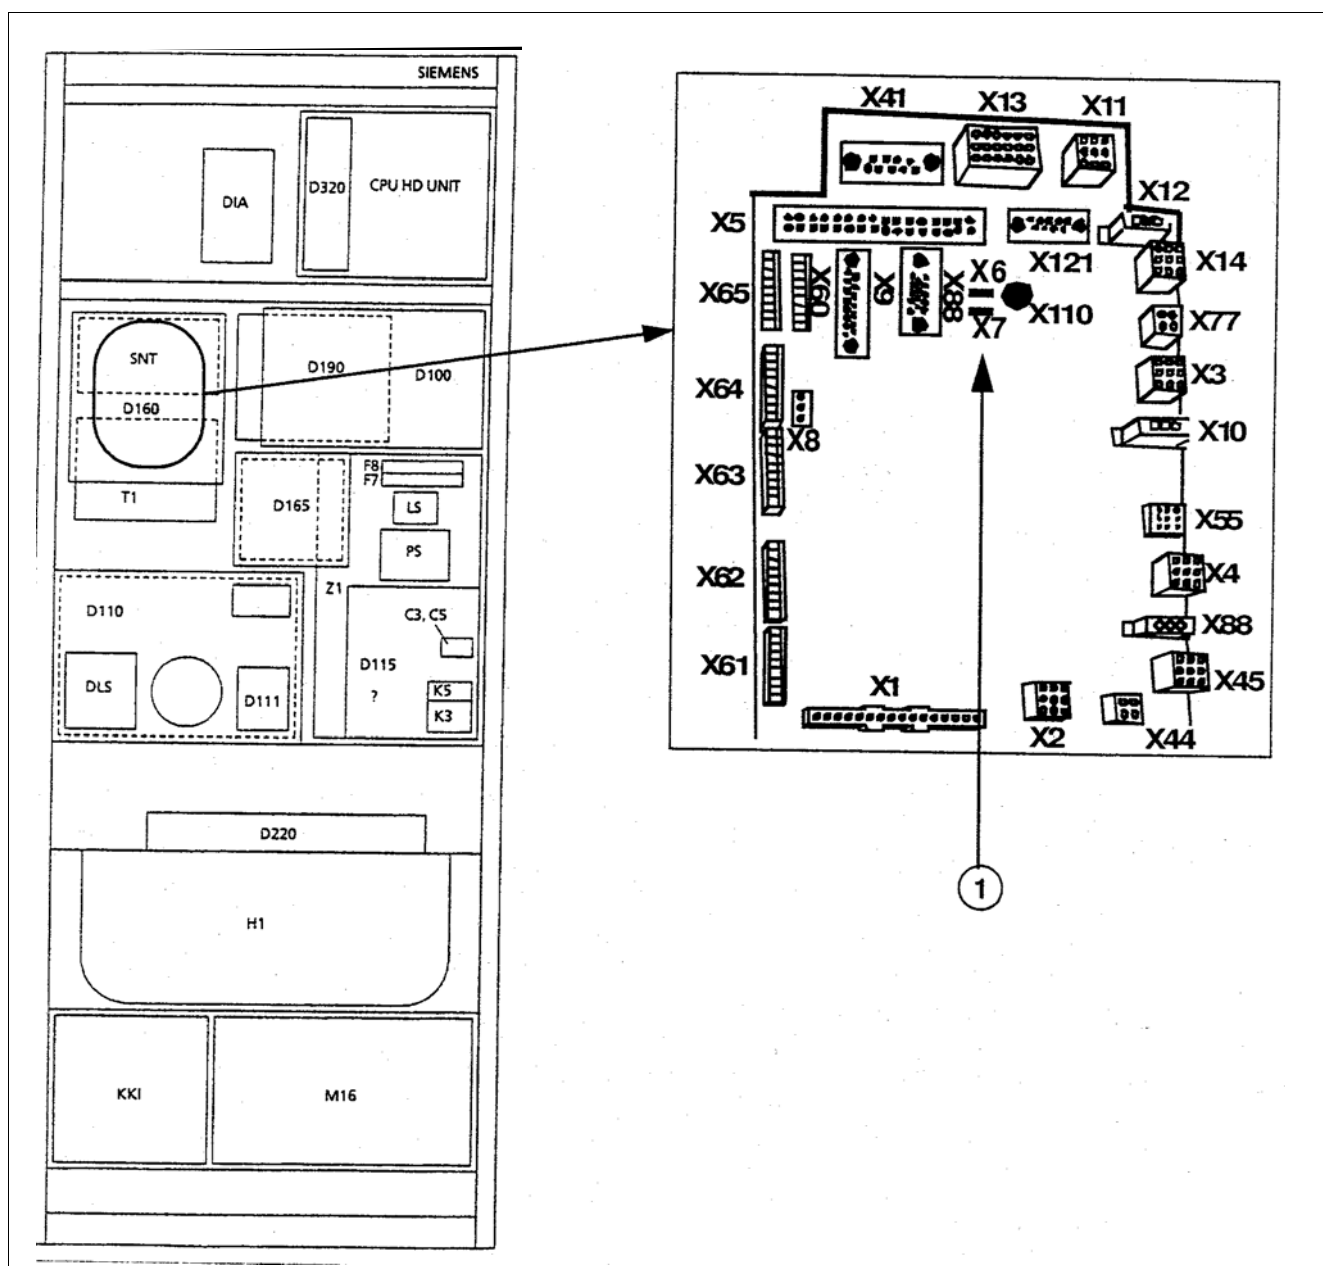 SIEMENS
D320
CPU HD UNIT
DIA
SNT
D190
D100
D160
F8
F7
T1
D165
LS
PS
Z1
D110
C3, C5
D115
?
DLS
D111
K5
K3
D220
H1
KKI
M16
X41
X13
X11
X12
X5
X14
X121
X65
X60
X9
X88
X6
X110
X7
X77
X64
X3
X8
X10
X63
X55
X62
X4
X88
X61
X45
X1
X2
X44
1